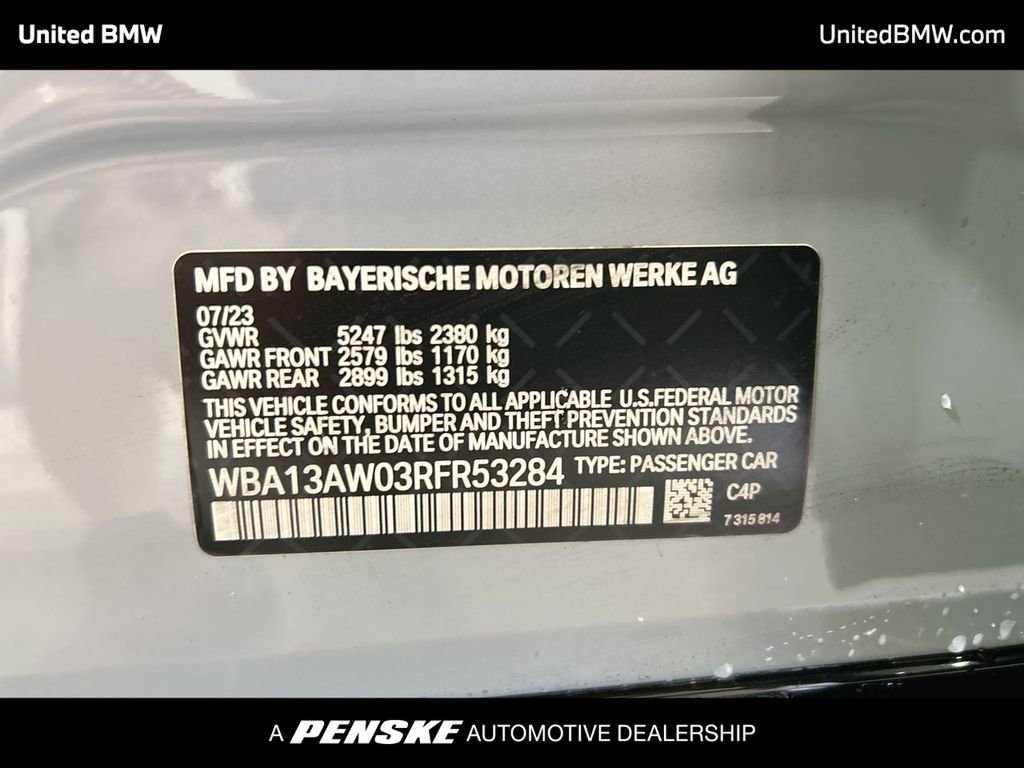 United BMW
UnitedBMW.com
MFD BY BAYERISCHE MOTOREN WERKE AG
07/23
GVWR 5247 lbs 2380 kg
GAWR FRONT 2579 lbs 1170 kg
GAWR REAR 2899 lbs 1315 kg
THIS VEHICLE CONFORMS TO ALL APPLICABLE U.S.FEDERAL MOTOR
VEHICLE SAFETY, BUMPER AND THEFT PREVENTION STANDARDS
IN EFFECT ON THE DATE OF MANUFACTURE SHOWN ABOVE.
WBA13AW03RFR53284 TYPE: PASSENGER CAR
C4P
7315814
A PENSKE AUTOMOTIVE DEALERSHIP